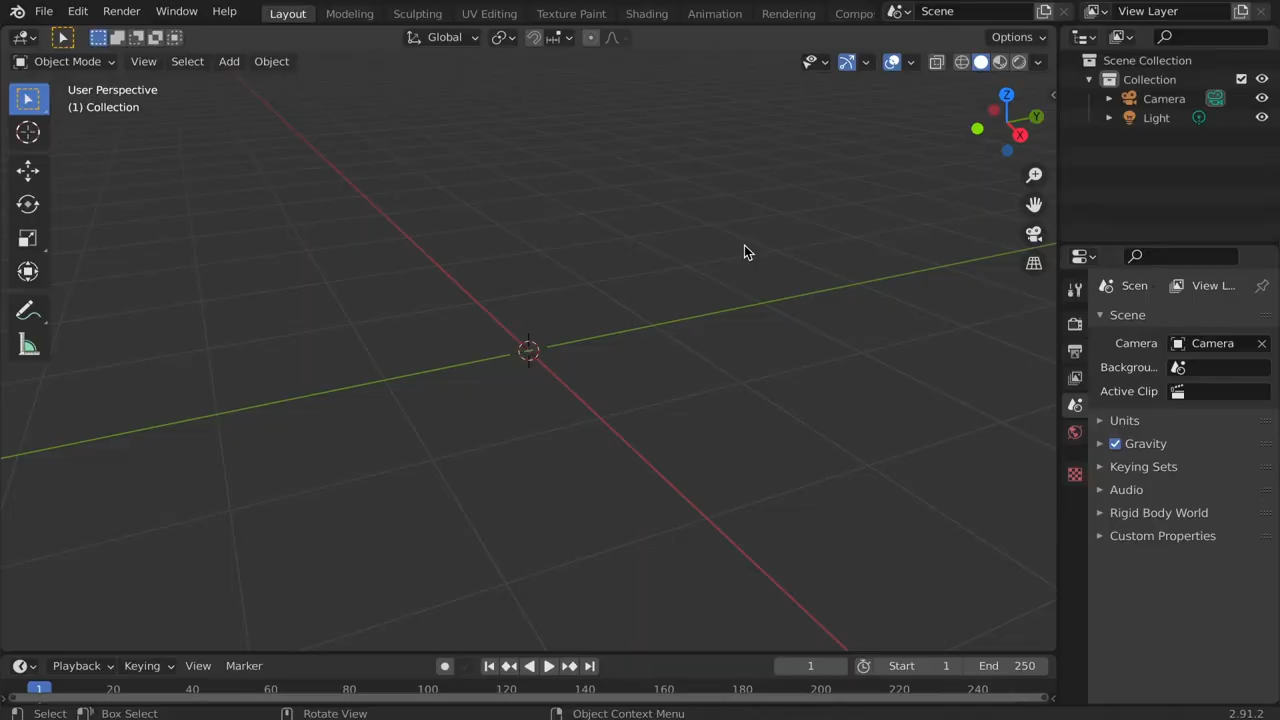 File Edit Render Window Help Layout Modeling Sculpting UV Editing Texture Paint Shading Animation Rendering Compo Scene View Layer
Global Options
Object Mode View Select Add Object
User Perspective
(1) Collection
Z
Y
X
Scene Collection
Collection
Camera
Light
Scen View L...
Scene
Camera Camera
Backgrou...
Active Clip
Units
Gravity
Keying Sets
Audio
Rigid Body World
Custom Properties
Playback Keying View Marker 1 Start 1 End 250
1 20 40 60 80 100 120 140 160 180 200 220 240
Select Box Select Rotate View Object Context Menu 2.91.2